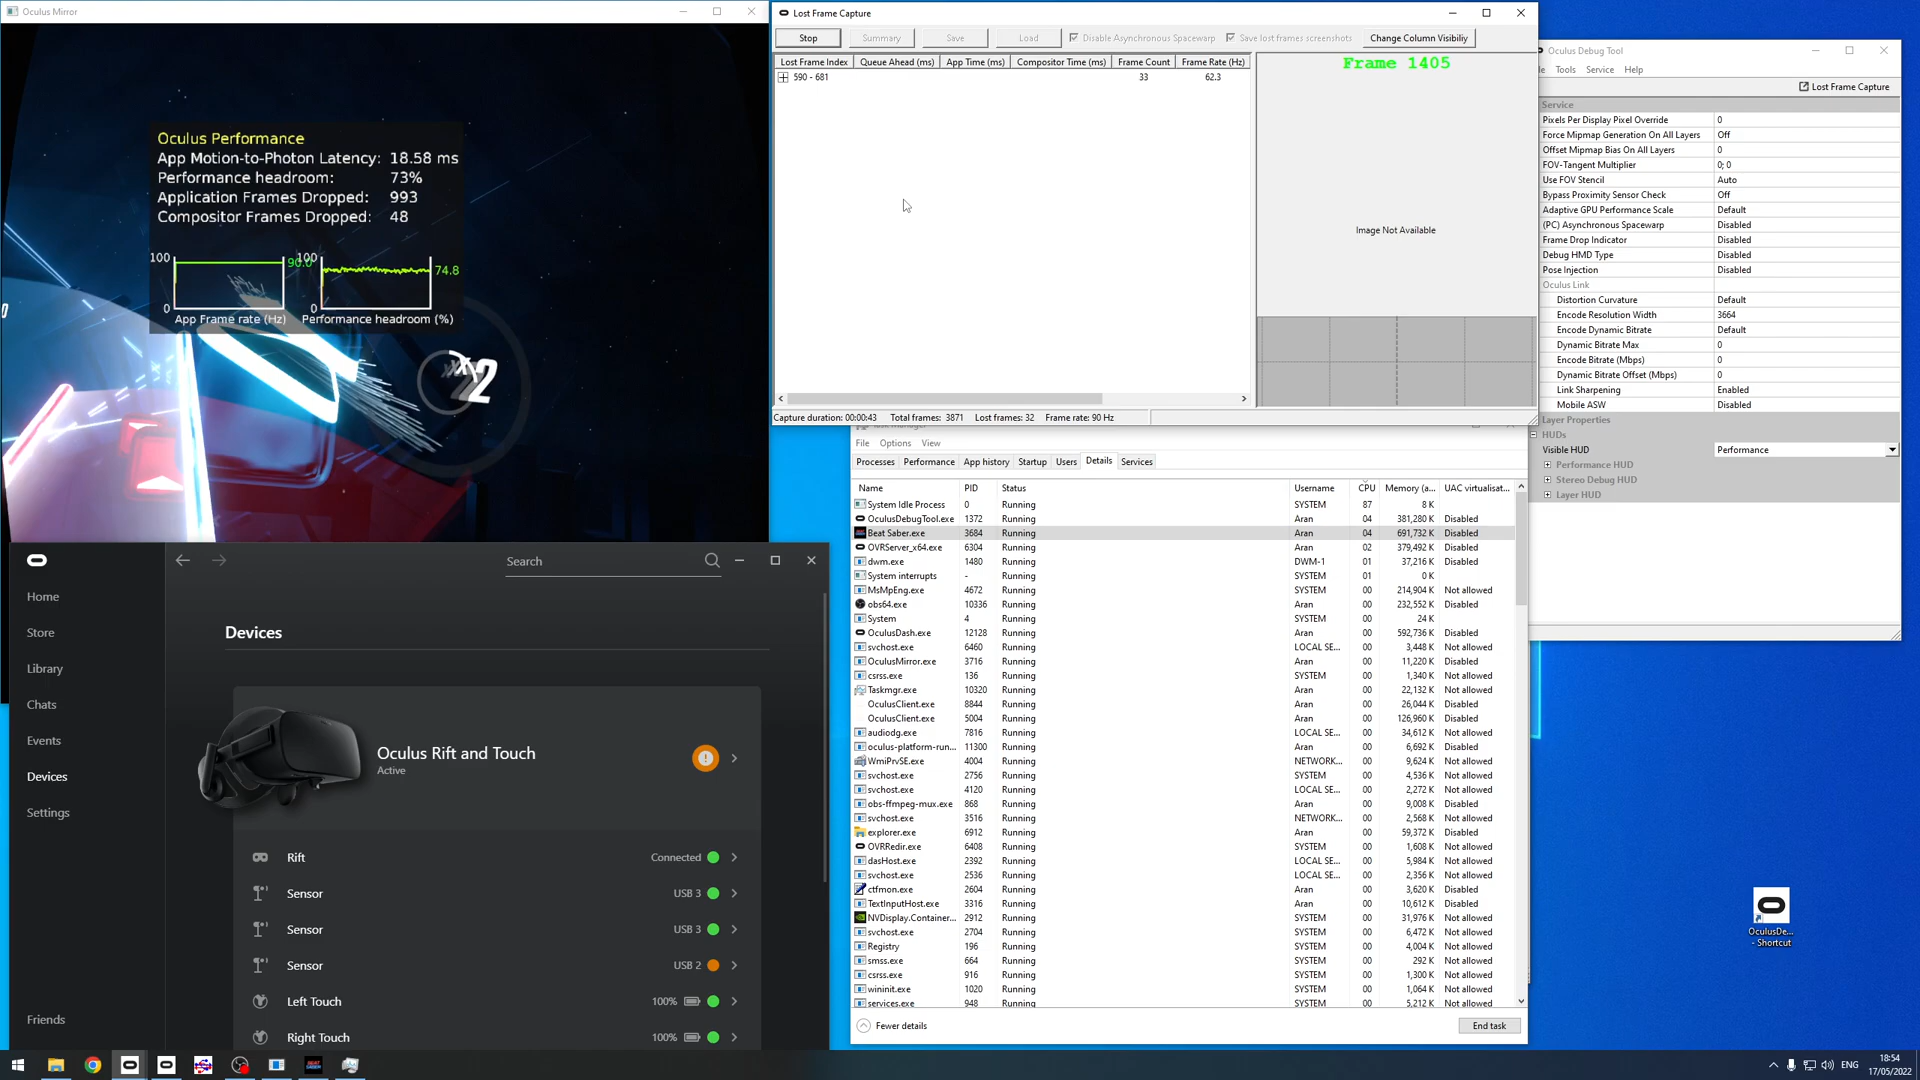 Oculus Mirror
Oculus Performance
App Motion-to-Photon Latency: 18.58 ms
Performance headroom: 73%
Application Frames Dropped: 993
Compositor Frames Dropped: 48
100
0
App Frame rate (Hz)
100
0
74.8
Performance headroom (%)
Lost Frame Capture
Stop
Summary
Save
Load
Disable Asynchronous Spacewarp
Save lost frames screenshots
Change Column Visibiliy
Lost Frame Index Queue Ahead (ms) App Time (ms) Compositor Time (ms) Frame Count Frame Rate (Hz)
590 - 681 33 62.3
Frame 1405
Image Not Available
Capture duration: 00:00:43 Total frames: 3871 Lost frames: 32 Frame rate: 90 Hz
Oculus Debug Tool
Tools Service Help
Lost Frame Capture
Service
Pixels Per Display Pixel Override 0
Force Mipmap Generation On All Layers Off
Offset Mipmap Bias On All Layers 0
FOV-Tangent Multiplier 0; 0
Use FOV Stencil Auto
Bypass Proximity Sensor Check Off
Adaptive GPU Performance Scale Default
(PC) Asynchronous Spacewarp Disabled
Frame Drop Indicator Disabled
Debug HMD Type Disabled
Pose Injection Disabled
Oculus Link
Distortion Curvature Default
Encode Resolution Width 3664
Encode Dynamic Bitrate Default
Dynamic Bitrate Max 0
Encode Bitrate (Mbps) 0
Dynamic Bitrate Offset (Mbps) 0
Link Sharpening Enabled
Mobile ASW Disabled
Layer Properties
HUDs
Visible HUD Performance
Performance HUD
Stereo Debug HUD
Layer HUD
File Options View
Processes Performance App history Startup Users Details Services
Name PID Status Username CPU Memory (a... UAC virtualisat...
System Idle Process 0 Running SYSTEM 87 8 K
OculusDebugTool.exe 1372 Running Aran 04 381,280 K Disabled
Beat Saber.exe 3684 Running Aran 04 691,732 K Disabled
OVRServer_x64.exe 6304 Running Aran 02 379,492 K Disabled
dwm.exe 1480 Running DWM-1 01 37,216 K Disabled
System interrupts - Running SYSTEM 01 0 K
MsMpEng.exe 4672 Running SYSTEM 00 214,904 K Not allowed
obs64.exe 10336 Running Aran 00 232,552 K Disabled
System 4 Running SYSTEM 00 24 K
OculusDash.exe 12128 Running Aran 00 592,736 K Disabled
svchost.exe 6460 Running LOCAL SE... 00 3,448 K Not allowed
OculusMirror.exe 3716 Running Aran 00 11,220 K Disabled
csrss.exe 136 Running SYSTEM 00 1,340 K Not allowed
Taskmgr.exe 10320 Running Aran 00 22,132 K Not allowed
OculusClient.exe 8844 Running Aran 00 26,044 K Disabled
OculusClient.exe 5004 Running Aran 00 126,960 K Disabled
audiodg.exe 7816 Running LOCAL SE... 00 34,612 K Not allowed
oculus-platform-run... 11300 Running Aran 00 6,692 K Disabled
WmiPrvSE.exe 4004 Running NETWORK... 00 9,624 K Not allowed
svchost.exe 2756 Running SYSTEM 00 4,536 K Not allowed
svchost.exe 4120 Running LOCAL SE... 00 2,272 K Not allowed
obs-ffmpeg-mux.exe 868 Running Aran 00 9,008 K Disabled
svchost.exe 3516 Running NETWORK... 00 2,568 K Not allowed
explorer.exe 6912 Running Aran 00 59,372 K Disabled
OVRRedir.exe 6408 Running SYSTEM 00 1,608 K Not allowed
dasHost.exe 2392 Running LOCAL SE... 00 5,984 K Not allowed
svchost.exe 2536 Running LOCAL SE... 00 2,356 K Not allowed
ctfmon.exe 2604 Running Aran 00 3,620 K Disabled
TextInputHost.exe 3316 Running Aran 00 10,612 K Disabled
NVDisplay.Container... 2912 Running SYSTEM 00 31,976 K Not allowed
svchost.exe 2704 Running SYSTEM 00 6,472 K Not allowed
Registry 196 Running SYSTEM 00 4,004 K Not allowed
smss.exe 664 Running SYSTEM 00 292 K Not allowed
csrss.exe 916 Running SYSTEM 00 1,300 K Not allowed
wininit.exe 1020 Running SYSTEM 00 1,064 K Not allowed
services.exe 948 Running SYSTEM 00 5,212 K Not allowed
Fewer details
End task
Search
Home
Store
Library
Chats
Events
Devices
Settings
Friends
Devices
Oculus Rift and Touch
Active
Rift Connected
Sensor USB 3
Sensor USB 3
Sensor USB 2
Left Touch 100%
Right Touch 100%
OculusDe...
- Shortcut
ENG
18:54
17/05/2022